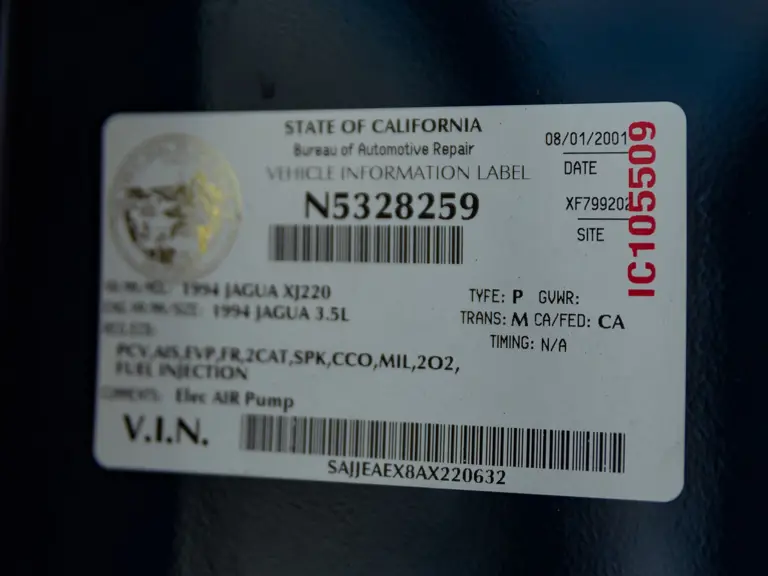 STATE OF CALIFORNIA
Bureau of Automotive Repair
VEHICLE INFORMATION LABEL
N5328259
08/01/2001
DATE
XF799202
SITE
IC105509
1994 JAGUA XJ220
1994 JAGUA 3.5L
TYPE: P GVWR:
TRANS: M CA/FED: CA
TIMING: N/A
PCV,AIS,EVP,FR,2CAT,SPK,CCO,MIL,2O2,
FUEL INJECTION
COMMENTS: Elec AIR Pump
V.I.N.
SAJJEAEX8AX220632